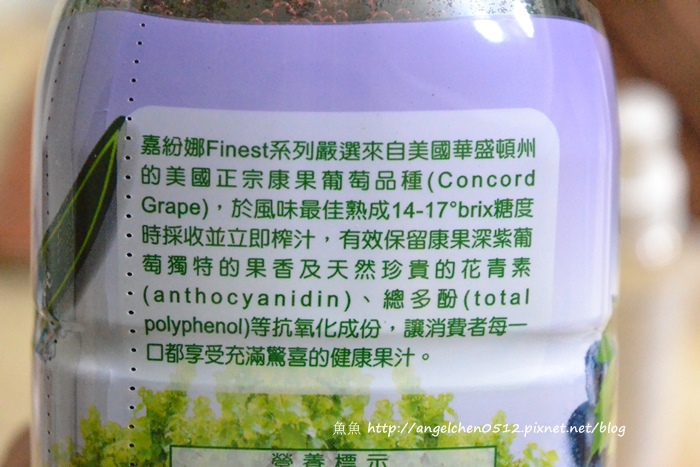 嘉紛娜Finest系列嚴選來自美國華盛頓州
的美國正宗康果葡萄品種(Concord
Grape)，於風味最佳熟成14-17°brix糖度
時採收並立即榨汁，有效保留康果深紫葡
萄獨特的果香及天然珍貴的花青素
(anthocyanidin)、總多酚(total
polyphenol)等抗氧化成份，讓消費者每一
口都享受充滿驚喜的健康果汁。
魚魚 http://angelchen0512.pixnet.net/blog
營養標示